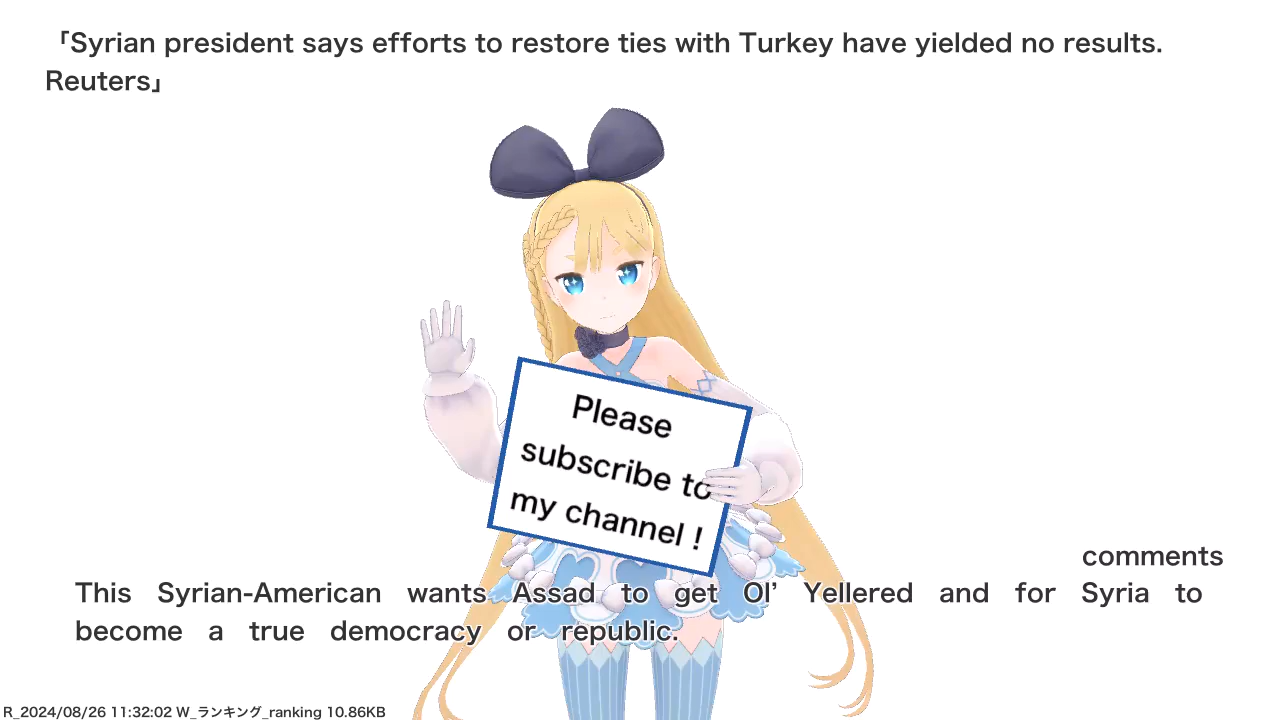 「Syrian president says efforts to restore ties with Turkey have yielded no results.
Reuters」
Please
subscribe to
my channel !
comments
This Syrian-American wants Assad to get Ol’ Yellered and for Syria to
become a true democracy or republic.
R_2024/08/26 11:32:02 W_ランキング_ranking 10.86KB